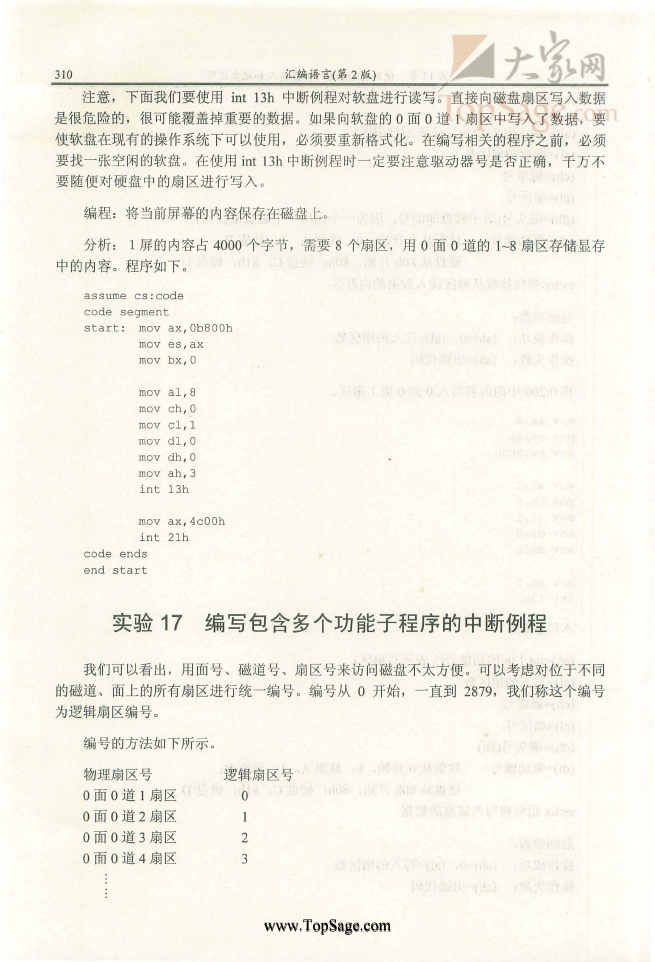 大家网
310
汇编语言(第2版)
注意，下面我们要使用 int 13h 中断例程对软盘进行读写。直接向磁盘扇区写入数据
是很危险的，很可能覆盖掉重要的数据。如果向软盘的0面0道1扇区中写入了数据，要
使软盘在现有的操作系统下可以使用，必须要重新格式化。在编写相关的程序之前，必须
要找一张空闲的软盘。在使用 int 13h 中断例程时一定要注意驱动器号是否正确，千万不
要随便对硬盘中的扇区进行写入。
编程：将当前屏幕的内容保存在磁盘上。
分析：1屏的内容占4000个字节，需要8个扇区，用0面0道的1~8扇区存储显存
中的内容。程序如下。
assume cs:code
code segment
start: mov ax,0b800h
mov es,ax
mov bx,0
mov al,8
mov ch,0
mov cl,1
mov dl,0
mov dh,0
mov ah,3
int 13h
mov ax,4c00h
int 21h
code ends
end start
实验 17 编写包含多个功能子程序的中断例程
我们可以看出，用面号、磁道号、扇区号来访问磁盘不太方便。可以考虑对位于不同
的磁道、面上的所有扇区进行统一编号。编号从 0 开始，一直到 2879，我们称这个编号
为逻辑扇区编号。
编号的方法如下所示。
物理扇区号 逻辑扇区号
0面0道1扇区 0
0面0道2扇区 1
0面0道3扇区 2
0面0道4扇区 3
⋮
www.TopSage.com